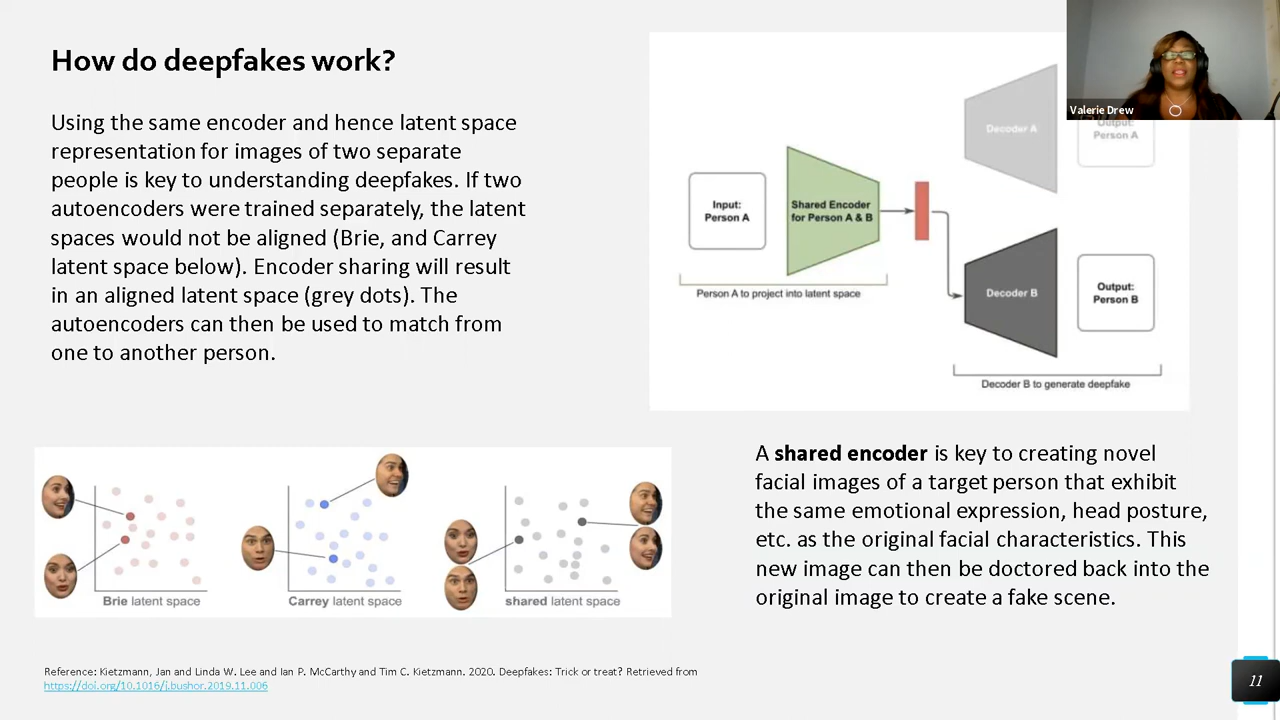 How do deepfakes work?
Using the same encoder and hence latent space
representation for images of two separate
people is key to understanding deepfakes. If two
autoencoders were trained separately, the latent
spaces would not be aligned (Brie, and Carrey
latent space below). Encoder sharing will result
in an aligned latent space (grey dots). The
autoencoders can then be used to match from
one to another person.
Valerie Drew
Decoder A
Output:
Person A
Input:
Person A
Shared Encoder
for Person A & B
Person A to project into latent space
Decoder B
Output:
Person B
Decoder B to generate deepfake
Brie latent space
Carrey latent space
shared latent space
A shared encoder is key to creating novel
facial images of a target person that exhibit
the same emotional expression, head posture,
etc. as the original facial characteristics. This
new image can then be doctored back into the
original image to create a fake scene.
Reference: Kietzmann, Jan and Linda W. Lee and Ian P. McCarthy and Tim C. Kietzmann. 2020. Deepfakes: Trick or treat? Retrieved from
https://doi.org/10.1016/j.bushor.2019.11.006
11